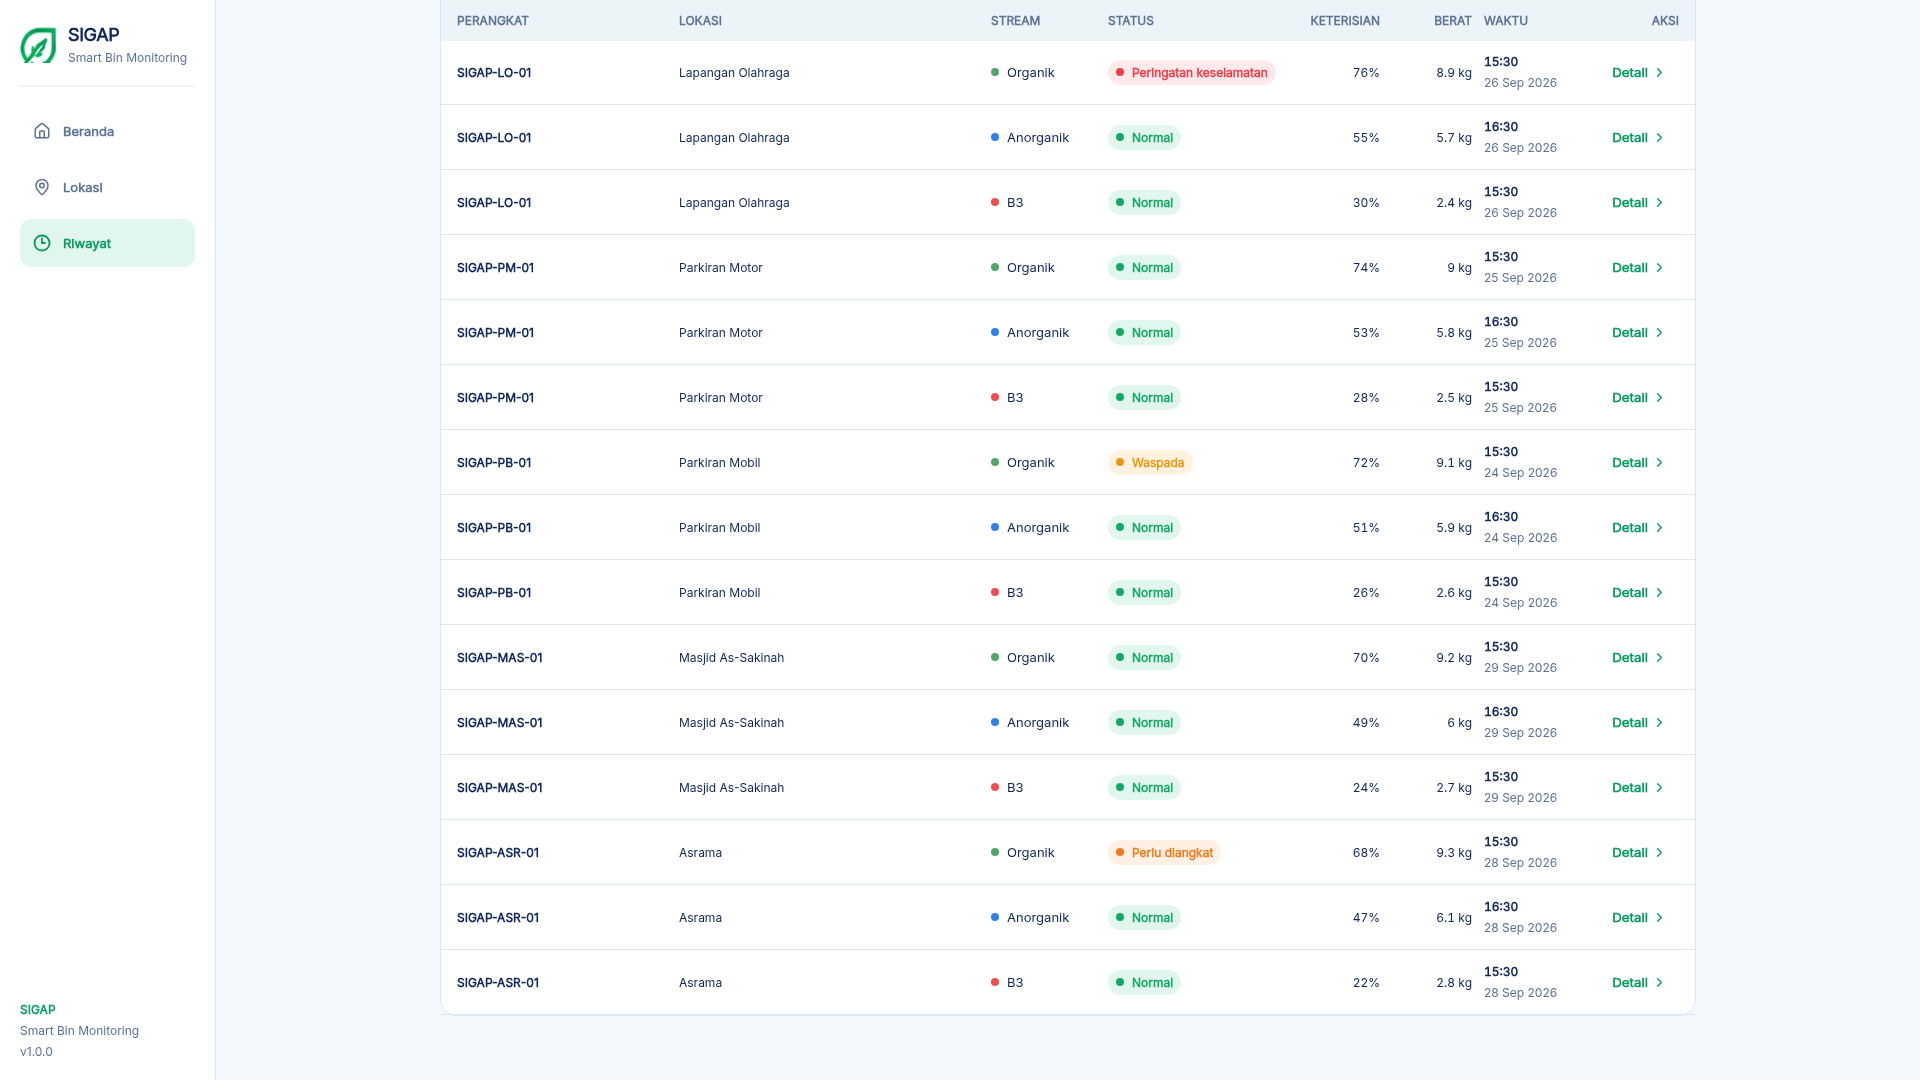 SIGAP
Smart Bin Monitoring
Beranda
Lokasi
Riwayat
SIGAP
Smart Bin Monitoring
v1.0.0
PERANGKAT LOKASI STREAM STATUS KETERISIAN BERAT WAKTU AKSI
SIGAP-LO-01 Lapangan Olahraga Organik Peringatan keselamatan 76% 8.9 kg 15:30 26 Sep 2026 Detail
SIGAP-LO-01 Lapangan Olahraga Anorganik Normal 55% 5.7 kg 16:30 26 Sep 2026 Detail
SIGAP-LO-01 Lapangan Olahraga B3 Normal 30% 2.4 kg 15:30 26 Sep 2026 Detail
SIGAP-PM-01 Parkiran Motor Organik Normal 74% 9 kg 15:30 25 Sep 2026 Detail
SIGAP-PM-01 Parkiran Motor Anorganik Normal 53% 5.8 kg 16:30 25 Sep 2026 Detail
SIGAP-PM-01 Parkiran Motor B3 Normal 28% 2.5 kg 15:30 25 Sep 2026 Detail
SIGAP-PB-01 Parkiran Mobil Organik Waspada 72% 9.1 kg 15:30 24 Sep 2026 Detail
SIGAP-PB-01 Parkiran Mobil Anorganik Normal 51% 5.9 kg 16:30 24 Sep 2026 Detail
SIGAP-PB-01 Parkiran Mobil B3 Normal 26% 2.6 kg 15:30 24 Sep 2026 Detail
SIGAP-MAS-01 Masjid As-Sakinah Organik Normal 70% 9.2 kg 15:30 29 Sep 2026 Detail
SIGAP-MAS-01 Masjid As-Sakinah Anorganik Normal 49% 6 kg 16:30 29 Sep 2026 Detail
SIGAP-MAS-01 Masjid As-Sakinah B3 Normal 24% 2.7 kg 15:30 29 Sep 2026 Detail
SIGAP-ASR-01 Asrama Organik Perlu diangkat 68% 9.3 kg 15:30 28 Sep 2026 Detail
SIGAP-ASR-01 Asrama Anorganik Normal 47% 6.1 kg 16:30 28 Sep 2026 Detail
SIGAP-ASR-01 Asrama B3 Normal 22% 2.8 kg 15:30 28 Sep 2026 Detail